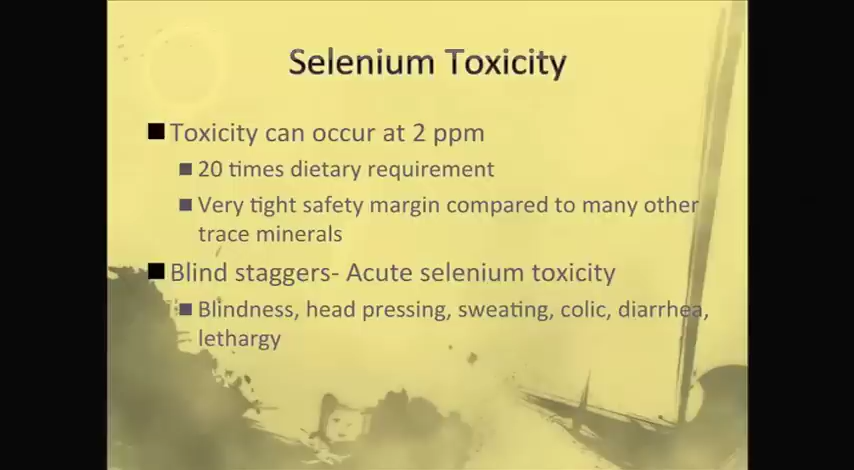 Selenium Toxicity
Toxicity can occur at 2 ppm
20 times dietary requirement
Very tight safety margin compared to many other
trace minerals
Blind staggers- Acute selenium toxicity
Blindness, head pressing, sweating, colic, diarrhea,
lethargy